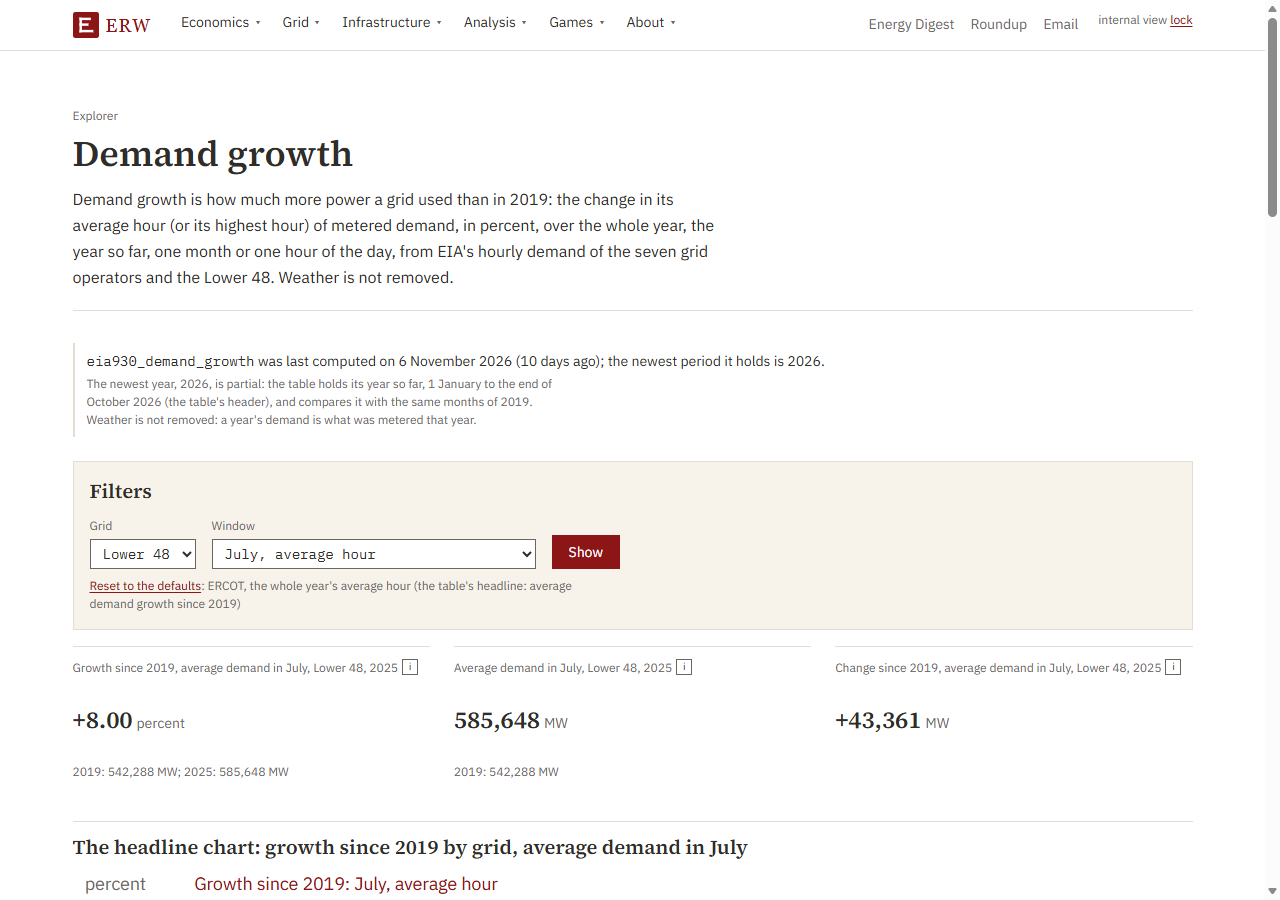 E ERW Economics ▾ Grid ▾ Infrastructure ▾ Analysis ▾ Games ▾ About ▾ Energy Digest Roundup Email internal view lock
Explorer
Demand growth
Demand growth is how much more power a grid used than in 2019: the change in its
average hour (or its highest hour) of metered demand, in percent, over the whole year, the
year so far, one month or one hour of the day, from EIA's hourly demand of the seven grid
operators and the Lower 48. Weather is not removed.
eia930_demand_growth was last computed on 6 November 2026 (10 days ago); the newest period it holds is 2026.
The newest year, 2026, is partial: the table holds its year so far, 1 January to the end of
October 2026 (the table's header), and compares it with the same months of 2019.
Weather is not removed: a year's demand is what was metered that year.
Filters
Grid Window
Lower 48 July, average hour Show
Reset to the defaults: ERCOT, the whole year's average hour (the table's headline: average
demand growth since 2019)
Growth since 2019, average demand in July, Lower 48, 2025 i Average demand in July, Lower 48, 2025 i Change since 2019, average demand in July, Lower 48, 2025 i
+8.00 percent 585,648 MW +43,361 MW
2019: 542,288 MW; 2025: 585,648 MW 2019: 542,288 MW
The headline chart: growth since 2019 by grid, average demand in July
percent Growth since 2019: July, average hour